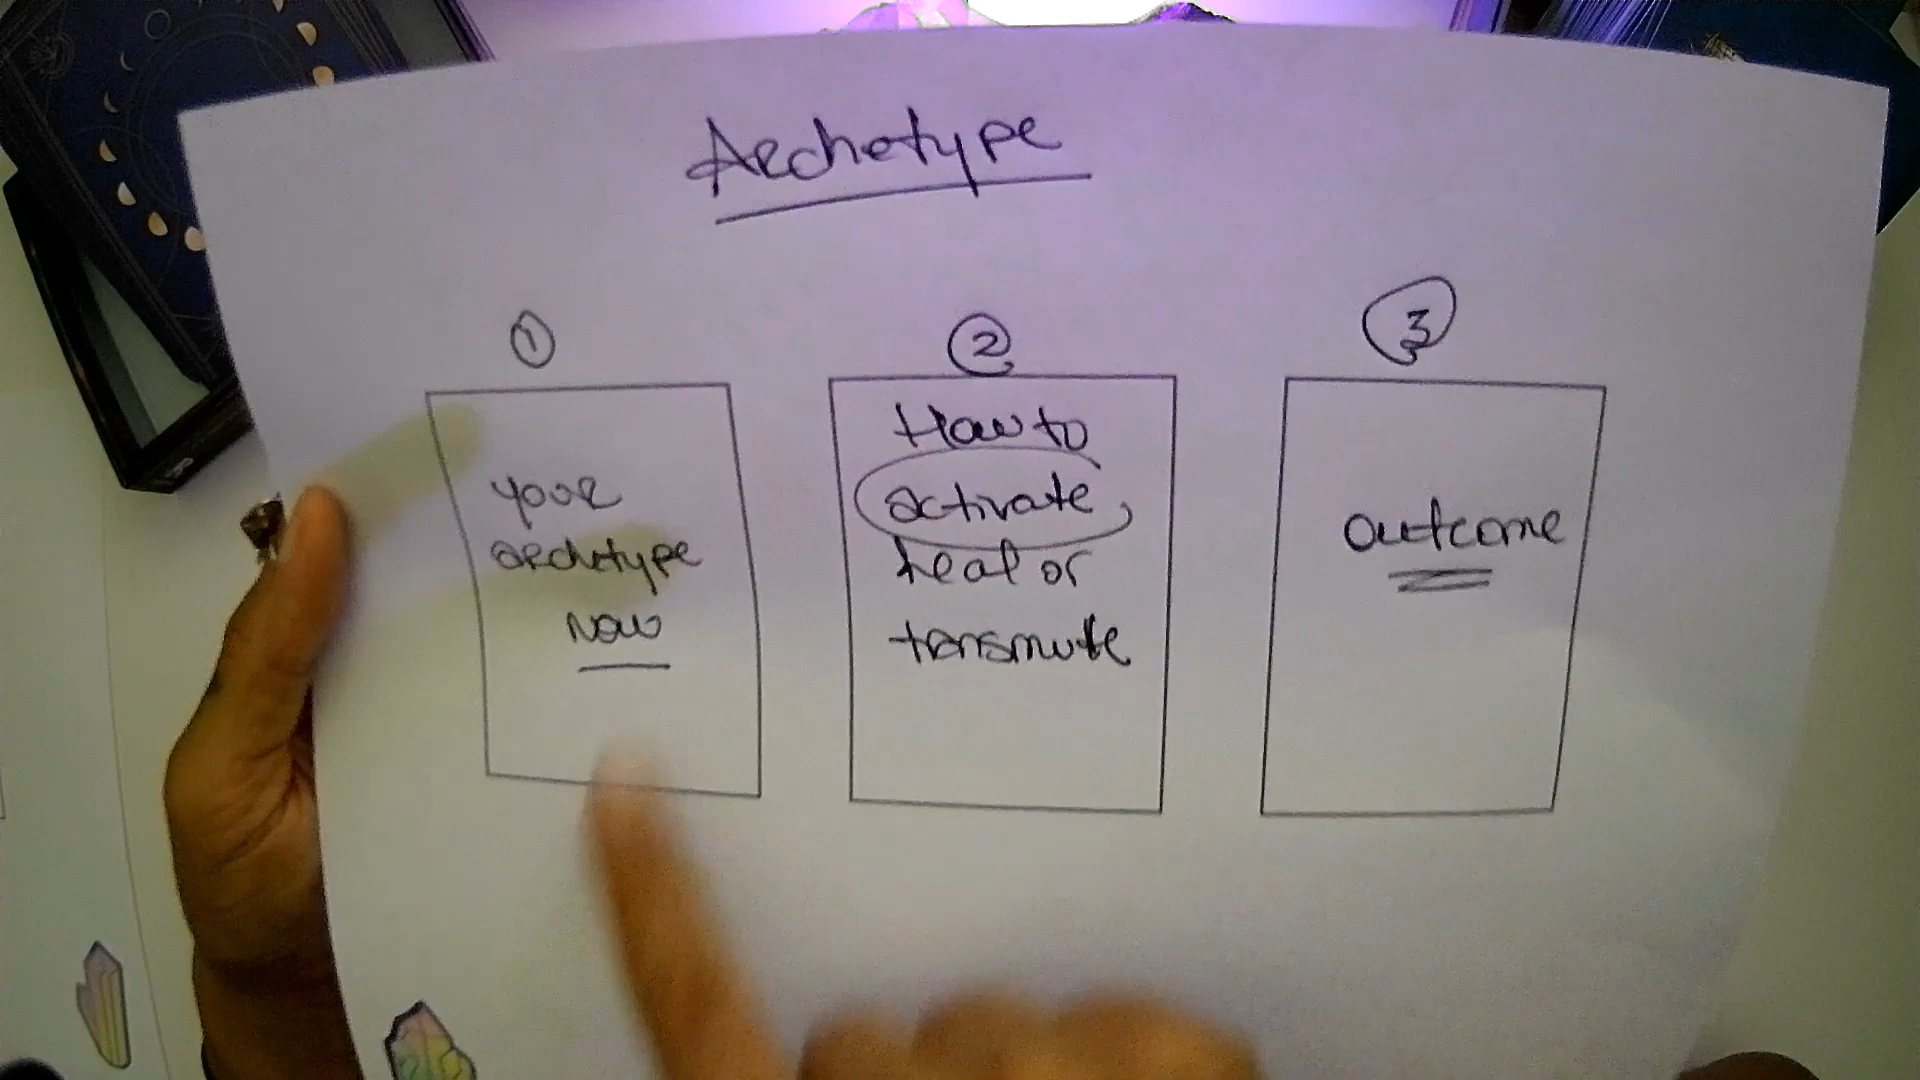 Archetype
1
2
3
your
archetype
now
How to
activate,
heal or
transmute
outcome